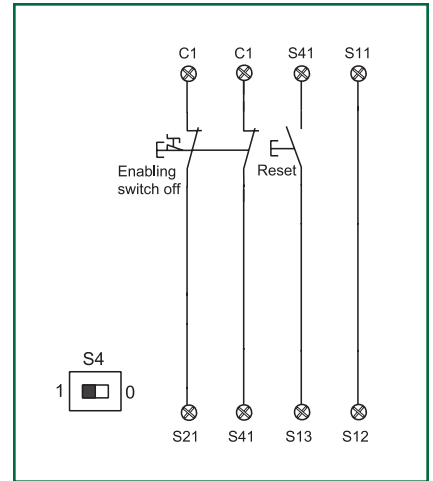 C1 C1 S41 S11
Enabling
switch off
Reset
S4
1 0
S21 S41 S13 S12